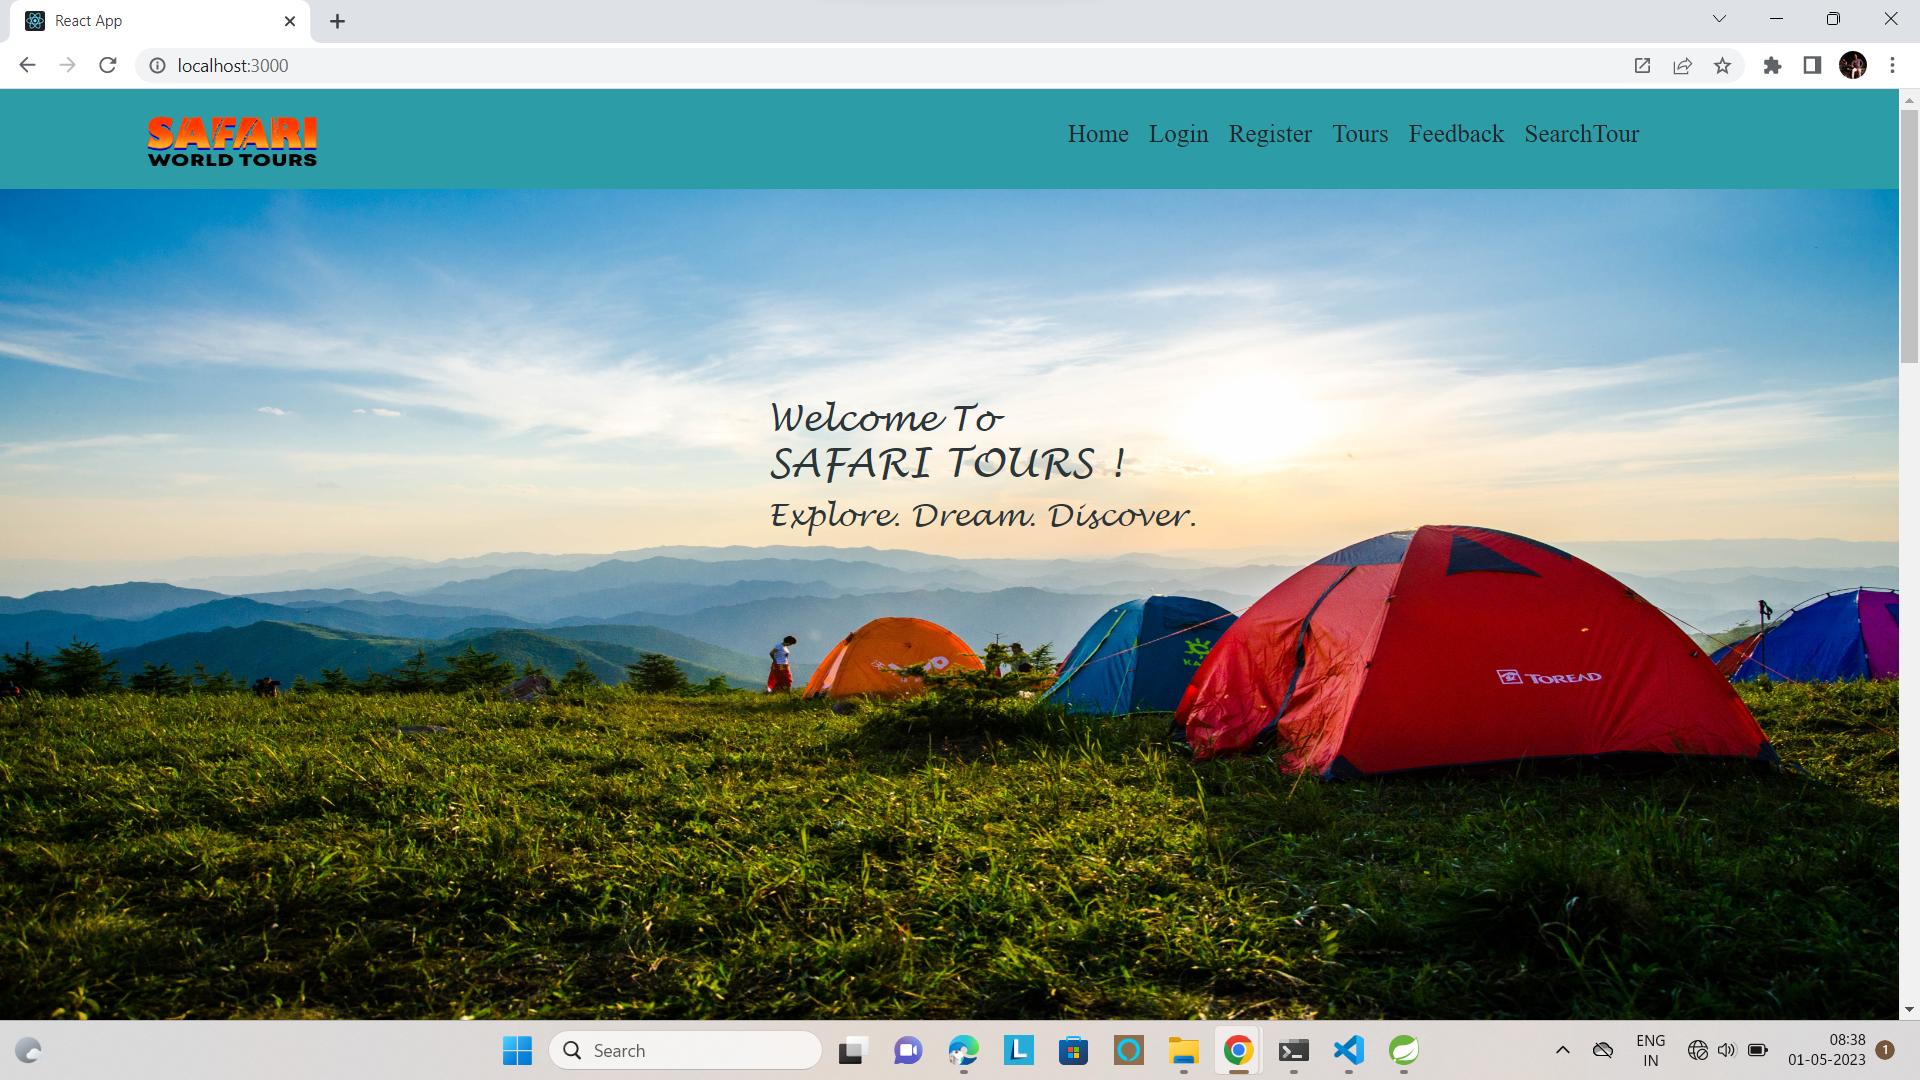 React App
localhost:3000
SAFARI
WORLD TOURS
Home Login Register Tours Feedback SearchTour
Welcome To
SAFARI TOURS !
Explore. Dream. Discover.
TOREAD
Search
L
ENG
IN
08:38
01-05-2023
1